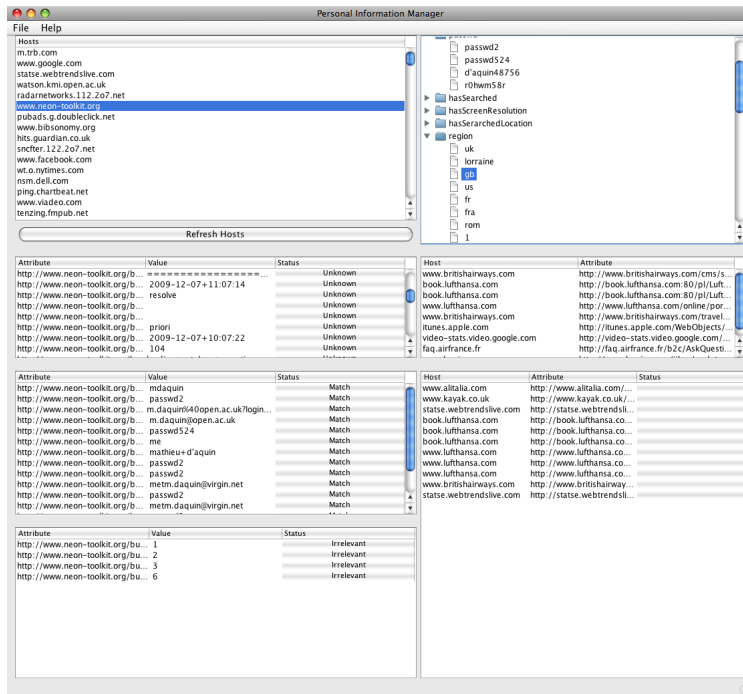 Personal Information Manager
File Help
Hosts
m.trb.com
www.google.com
statse.webtrendslive.com
watson.kmi.open.ac.uk
radarnetworks.112.2o7.net
www.neon-toolkit.org
pubads.g.doubleclick.net
www.bibsonomy.org
hits.guardian.co.uk
sncfter.122.2o7.net
www.facebook.com
wt.o.nytimes.com
nsm.dell.com
ping.chartbeat.net
www.viadeo.com
tenzing.fmpub.net
Refresh Hosts
passwd2
passwd524
d'aquin48756
r0hwm58r
hasSearched
hasScreenResolution
hasSerarchedLocation
region
uk
lorraine
gb
us
fr
fra
rom
1
Attribute Value Status
http://www.neon-toolkit.org/b... =================... Unknown
http://www.neon-toolkit.org/b... 2009-12-07+11:07:14 Unknown
http://www.neon-toolkit.org/b... resolve Unknown
http://www.neon-toolkit.org/b... Unknown
http://www.neon-toolkit.org/b... priori Unknown
http://www.neon-toolkit.org/b... 2009-12-07+10:07:22 Unknown
http://www.neon-toolkit.org/b... 104 Unknown
Host Attribute
www.britishairways.com http://www.britishairways.com/cms/s...
book.lufthansa.com http://book.lufthansa.com:80/pl/Luft...
book.lufthansa.com http://book.lufthansa.com:80/pl/Luft...
www.lufthansa.com http://www.lufthansa.com/online/por...
www.britishairways.com http://www.britishairways.com/travel...
itunes.apple.com http://itunes.apple.com/WebObjects/...
video-stats.video.google.com http://video-stats.video.google.com/...
faq.airfrance.fr http://faq.airfrance.fr/b2c/AskQuesti...
Attribute Value Status
http://www.neon-toolkit.org/b... mdaquin Match
http://www.neon-toolkit.org/b... passwd2 Match
http://www.neon-toolkit.org/b... m.daquin%40open.ac.uk?login... Match
http://www.neon-toolkit.org/b... m.daquin@open.ac.uk Match
http://www.neon-toolkit.org/b... passwd524 Match
http://www.neon-toolkit.org/b... me Match
http://www.neon-toolkit.org/b... mathieu+d'aquin Match
http://www.neon-toolkit.org/b... passwd2 Match
http://www.neon-toolkit.org/b... passwd2 Match
http://www.neon-toolkit.org/b... metm.daquin@virgin.net Match
http://www.neon-toolkit.org/b... passwd2 Match
http://www.neon-toolkit.org/b... metm.daquin@virgin.net Match
Host Attribute Status
www.alitalia.com http://www.alitalia.com/...
www.kayak.co.uk http://www.kayak.co.uk/...
statse.webtrendslive.com http://statse.webtrendsli...
book.lufthansa.com http://book.lufthansa.co...
book.lufthansa.com http://book.lufthansa.co...
book.lufthansa.com http://book.lufthansa.co...
www.lufthansa.com http://www.lufthansa.co...
www.lufthansa.com http://www.lufthansa.co...
www.lufthansa.com http://www.lufthansa.co...
www.britishairways.com http://www.britishairway...
statse.webtrendslive.com http://statse.webtrendsli...
Attribute Value Status
http://www.neon-toolkit.org/bu... 1 Irrelevant
http://www.neon-toolkit.org/bu... 2 Irrelevant
http://www.neon-toolkit.org/bu... 3 Irrelevant
http://www.neon-toolkit.org/bu... 6 Irrelevant